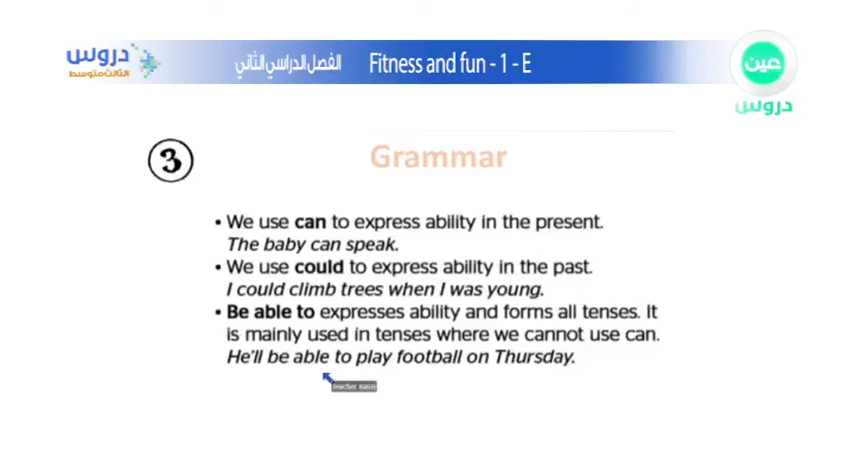 دروس
الثالث متوسط
الفصل الدراسي الثاني
Fitness and fun - 1 - E
عين
دروس
3
Grammar
• We use can to express ability in the present.
The baby can speak.
• We use could to express ability in the past.
I could climb trees when I was young.
• Be able to expresses ability and forms all tenses. It
is mainly used in tenses where we cannot use can.
He'll be able to play football on Thursday.
teacher name